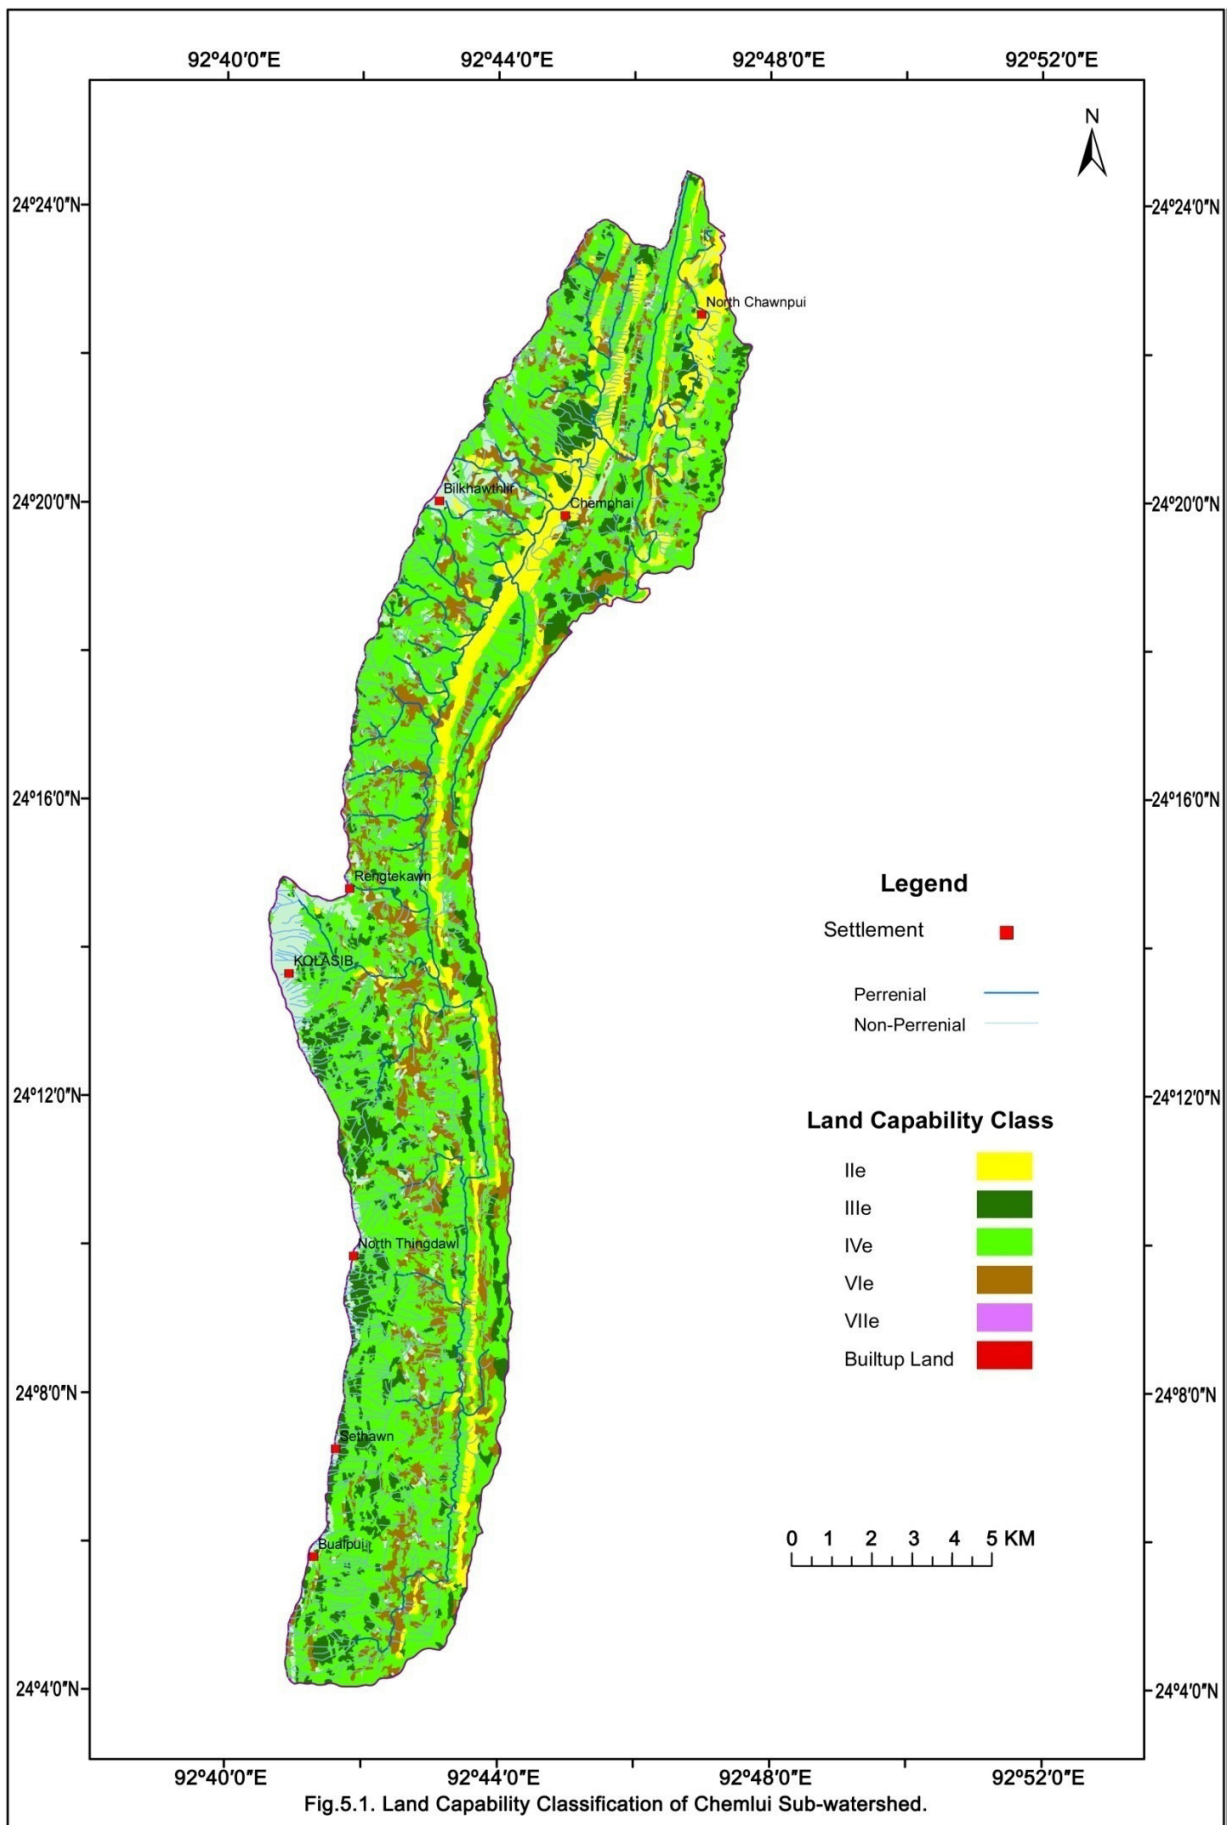 92°40'0"E 92°44'0"E 92°48'0"E 92°52'0"E
N
24°24'0"N 24°24'0"N
North Chawnpui
Bilkhawthlir
24°20'0"N 24°20'0"N
Chemphai
24°16'0"N 24°16'0"N
Rengtekawn
Legend
Settlement
KOLASIB
Perrenial
Non-Perrenial
24°12'0"N 24°12'0"N
Land Capability Class
IIe
IIIe
IVe
North Thingdawl
VIe
VIIe
Builtup Land
24°8'0"N 24°8'0"N
Sethawn
Bualpui
0 1 2 3 4 5 KM
24°4'0"N 24°4'0"N
92°40'0"E 92°44'0"E 92°48'0"E 92°52'0"E
Fig.5.1. Land Capability Classification of Chemlui Sub-watershed.